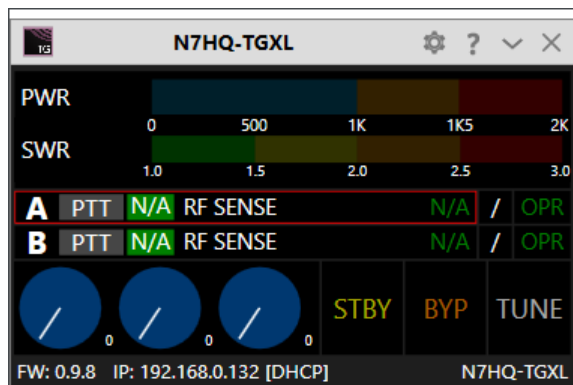 TG
N7HQ-TGXL ?
PWR
0 500 1K 1K5 2K
SWR
1.0 1.5 2.0 2.5 3.0
A PTT N/A RF SENSE N/A / OPR
B PTT N/A RF SENSE N/A / OPR
0 0 0 STBY BYP TUNE
FW: 0.9.8 IP: 192.168.0.132 [DHCP] N7HQ-TGXL